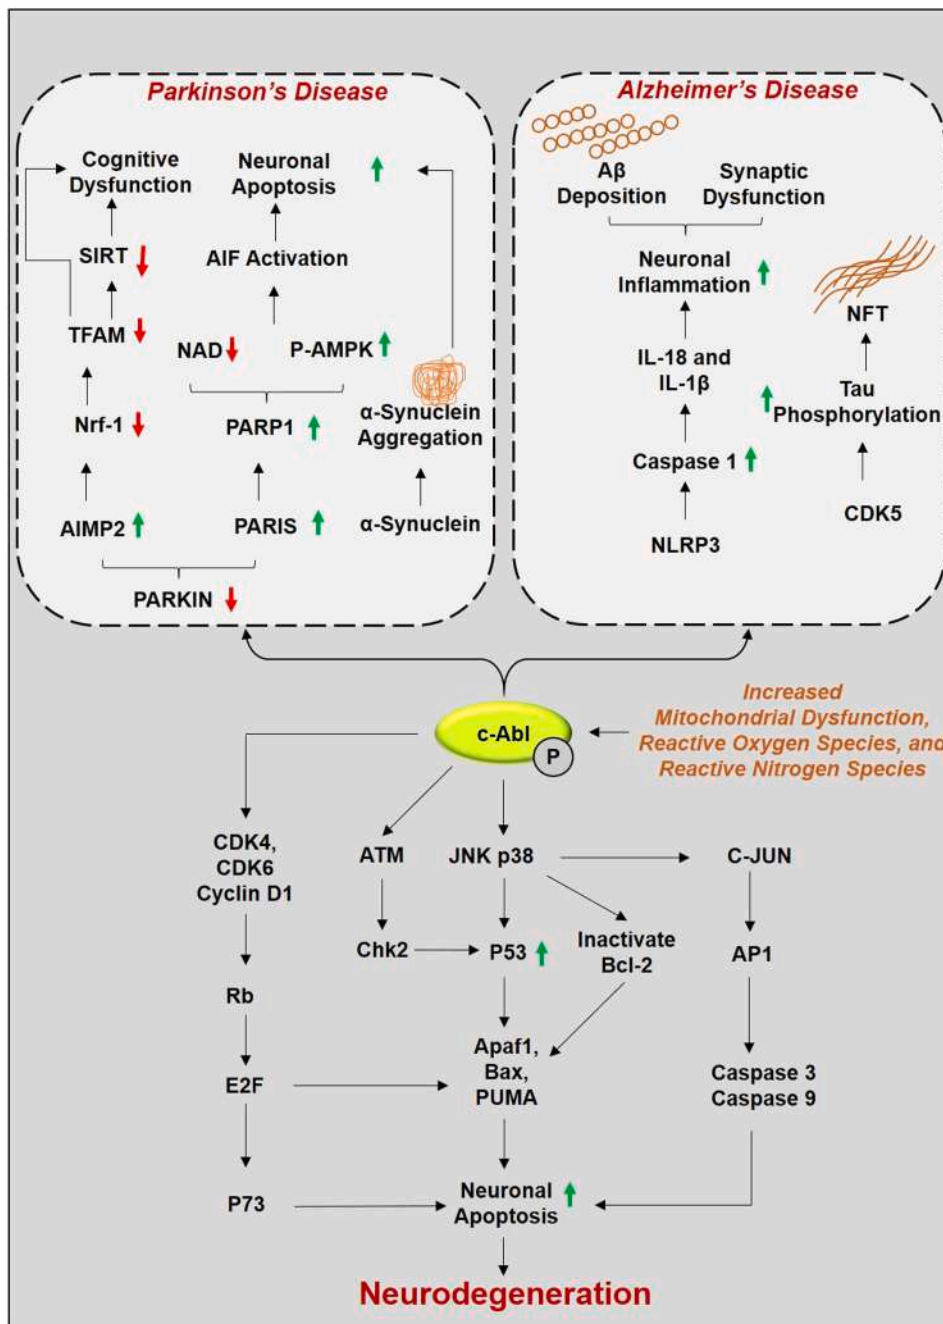 Parkinson's Disease
Cognitive
Dysfunction
Neuronal
Apoptosis
SIRT
AIF Activation
TFAM
NAD
P-AMPK
Nrf-1
PARP1
α-Synuclein
Aggregation
AIMP2
PARIS
α-Synuclein
PARKIN
Alzheimer's Disease
Aβ
Deposition
Synaptic
Dysfunction
Neuronal
Inflammation
NFT
IL-18 and
IL-1β
Tau
Phosphorylation
Caspase 1
CDK5
NLRP3
c-Abl
P
Increased
Mitochondrial Dysfunction,
Reactive Oxygen Species, and
Reactive Nitrogen Species
CDK4,
CDK6
Cyclin D1
ATM
JNK p38
C-JUN
Chk2
P53
Inactivate
Bcl-2
AP1
Rb
E2F
Apaf1,
Bax,
PUMA
Caspase 3
Caspase 9
P73
Neuronal
Apoptosis
Neurodegeneration